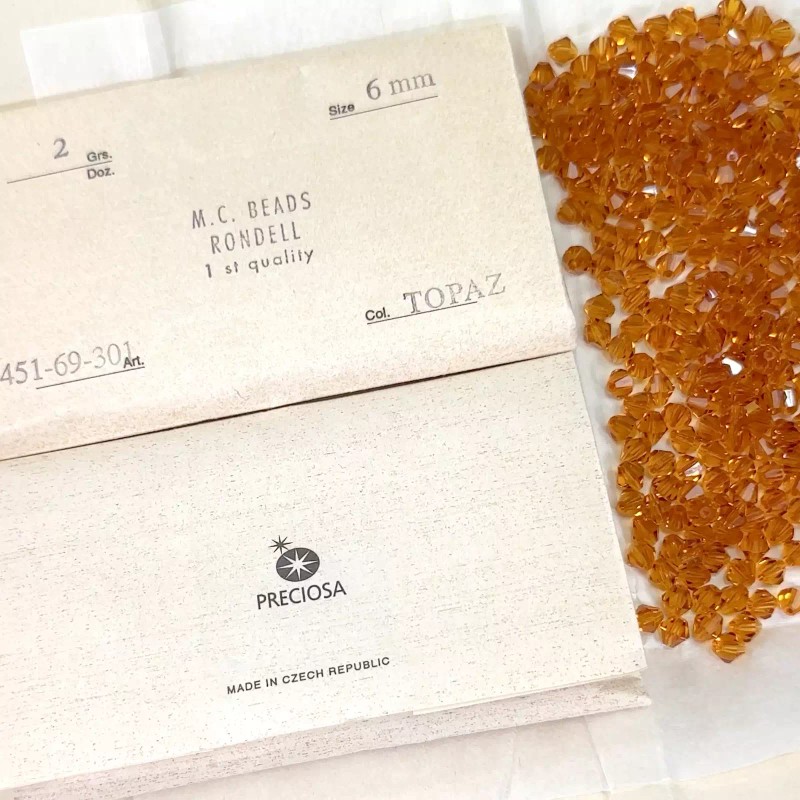 2 Grs.
Doz.
Size 6 mm
M.C. BEADS
RONDELL
1 st quality
Col. TOPAZ
451-69-301 Art.
PRECIOSA
MADE IN CZECH REPUBLIC